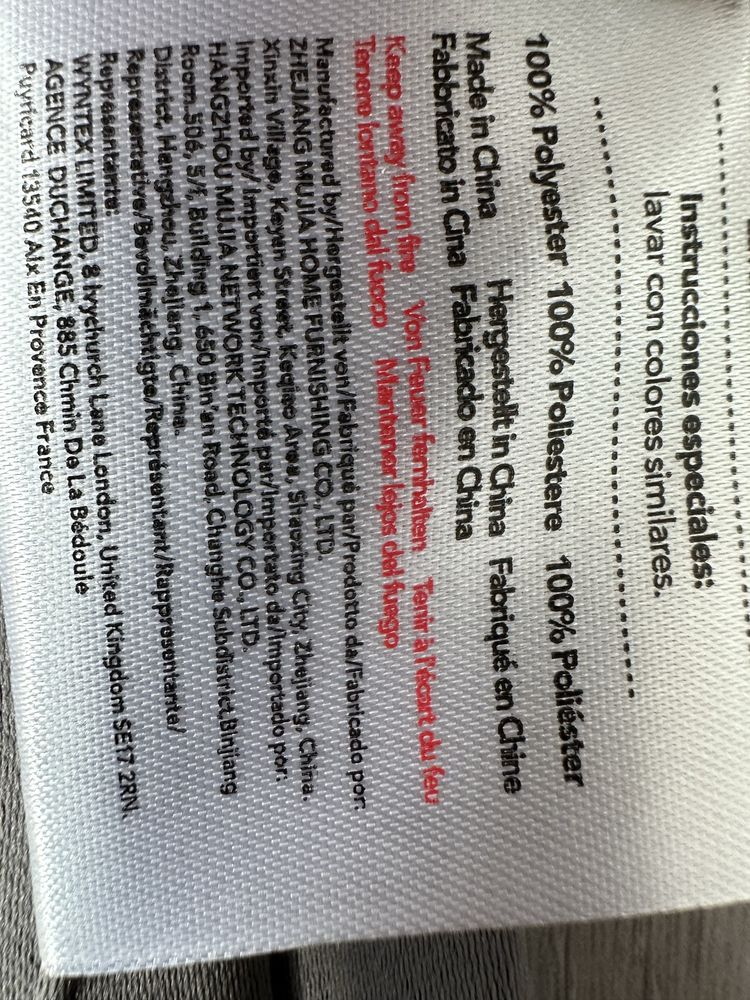 Instrucciones especiales:
lavar con colores similares.
100% Polyester 100% Poliestere 100% Poliéster
Made in China Hergestellt in China Fabriqué en Chine
Fabbricato in Cina Fabricado en China
Keep away from fire Von Feuer fernhalten Tenir à l'écart du feu
Tenere lontano dal fuoco Mantener lejos del fuego
Manufactured by/Hergestellt von/Fabriqué par/Prodotto da/Fabricado por:
ZHEJIANG MUJIA HOME FURNISHING CO., LTD.
Xinxin Village, Keyan Street, Keqiao Area, Shaoxing City, Zhejiang, China.
Imported by/Importiert von/Importé par/Importato da/Importado por:
HANGZHOU MUJIA NETWORK TECHNOLOGY CO., LTD.
Room 506, 5/F, Building 1, 650 Bin'an Road, Changhe Subdistrict, Binjiang
District, Hangzhou, Zhejiang, China.
Representative/Bevollmächtigte/Représentant/Rappresentante/
Representante:
WYNTEX LIMITED, 8 Ivychurch Lane London, United Kingdom SE17 2RN.
AGENCE DUCHANGE, 885 Chmin De La Bédoule
Puyricard 13540 Aix En Provence France